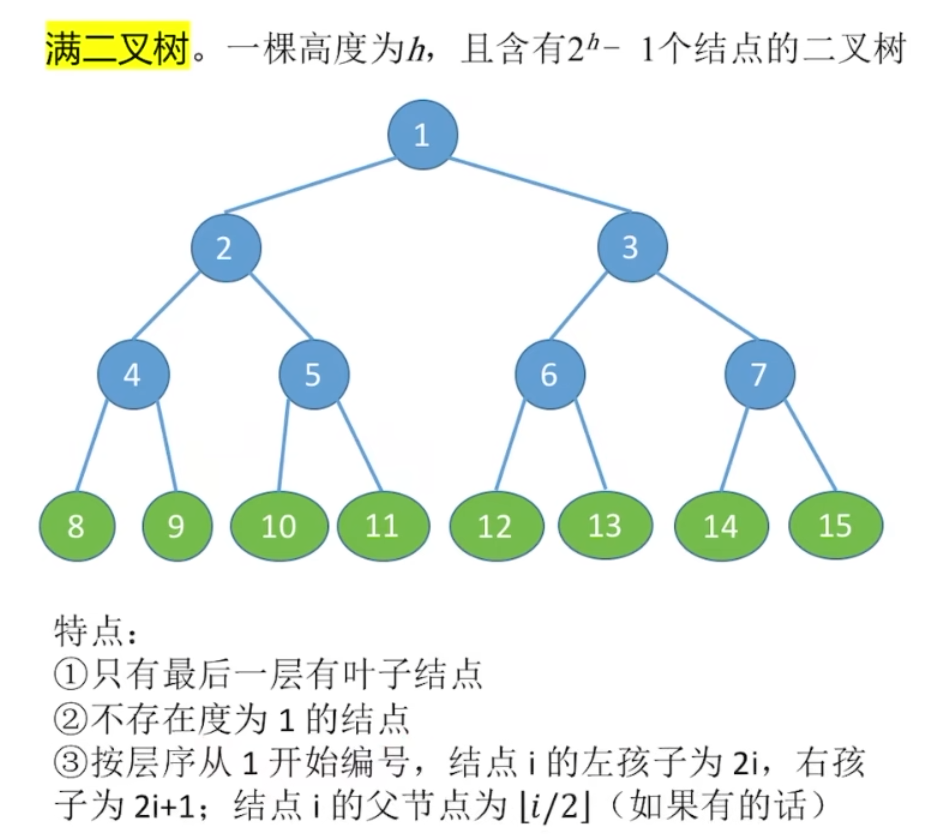 满二叉树。一棵高度为h，且含有2ʰ− 1个结点的二叉树
1
2
3
4
5
6
7
8
9
10
11
12
13
14
15
特点：
①只有最后一层有叶子结点
②不存在度为 1 的结点
③按层序从 1 开始编号，结点 i 的左孩子为 2i，右孩
子为 2i+1；结点 i 的父节点为 ⌊i/2⌋（如果有的话）